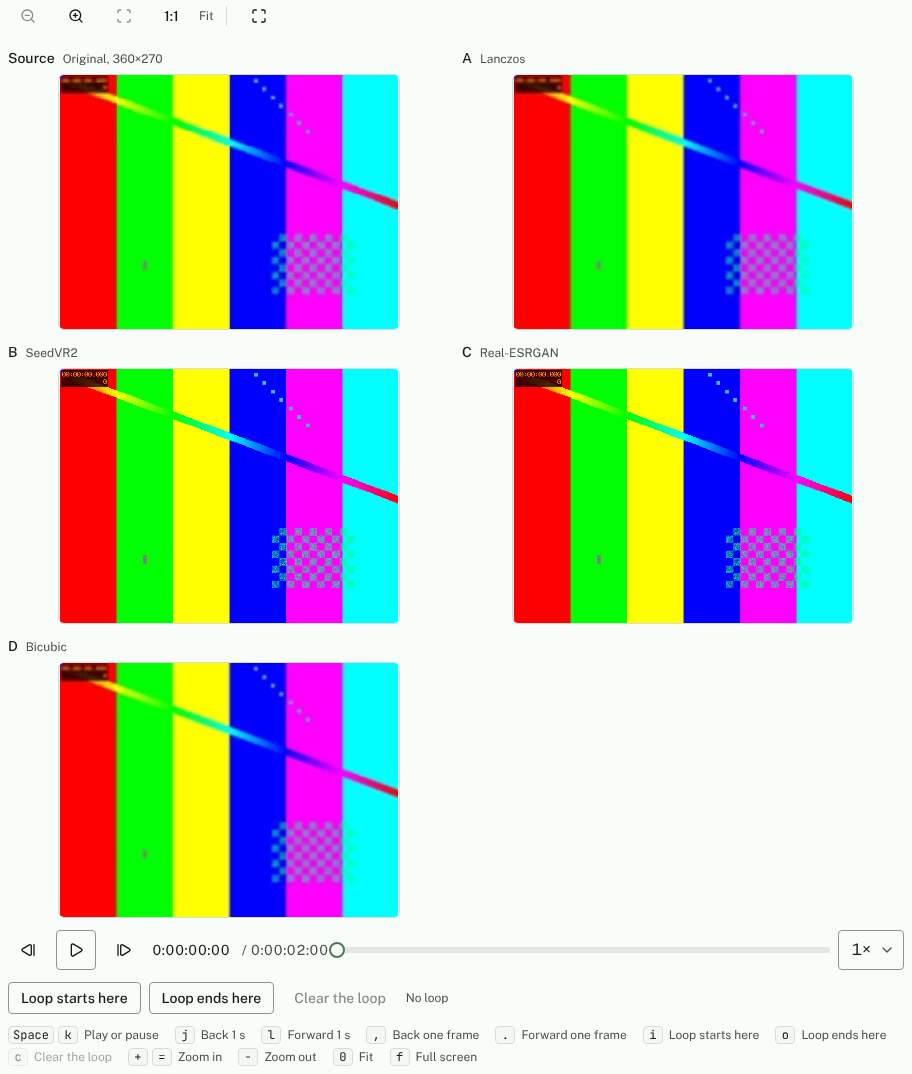 1:1 Fit
Source Original, 360×270
A Lanczos
B SeedVR2
00:00:00.000
0
C Real-ESRGAN
00:00:00.000
0
D Bicubic
0:00:00:00 / 0:00:02:00 1×
Loop starts here Loop ends here Clear the loop No loop
Space k Play or pause j Back 1 s l Forward 1 s , Back one frame . Forward one frame i Loop starts here o Loop ends here
c Clear the loop + = Zoom in - Zoom out 0 Fit f Full screen